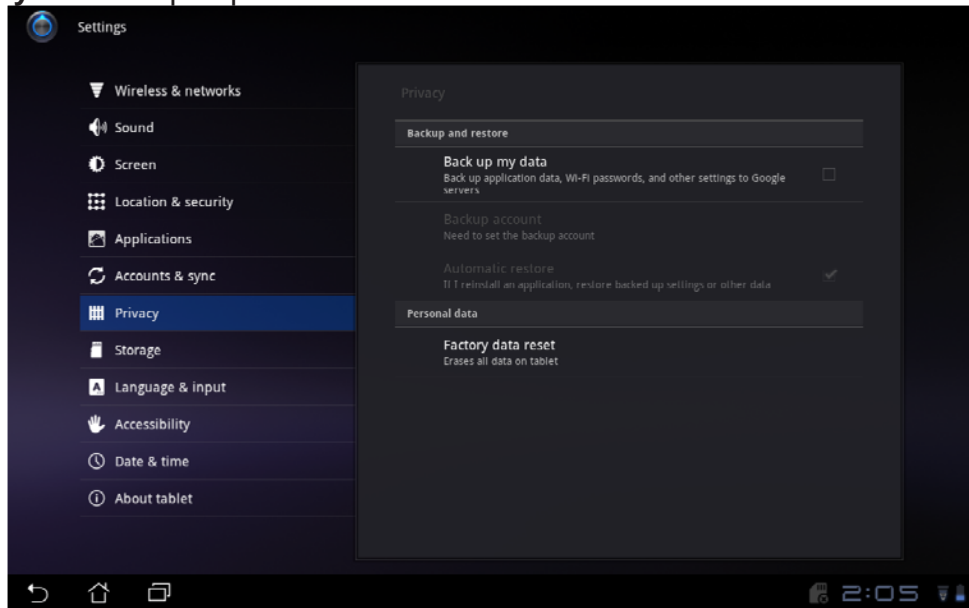 Settings
Wireless & networks
Sound
Screen
Location & security
Applications
Accounts & sync
Privacy
Storage
Language & input
Accessibility
Date & time
About tablet
Privacy
Backup and restore
Back up my data
Back up application data, Wi-Fi passwords, and other settings to Google
servers
Backup account
Need to set the backup account
Automatic restore
If I reinstall an application, restore backed up settings or other data
Personal data
Factory data reset
Erases all data on tablet
2:05